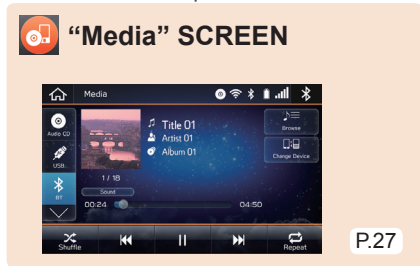 “Media” SCREEN
Media
Audio CD
USB
BT
Title 01
Artist 01
Album 01
1 / 18
Sound
00:24
04:50
Browse
Change Device
Shuffle
Repeat
P.27